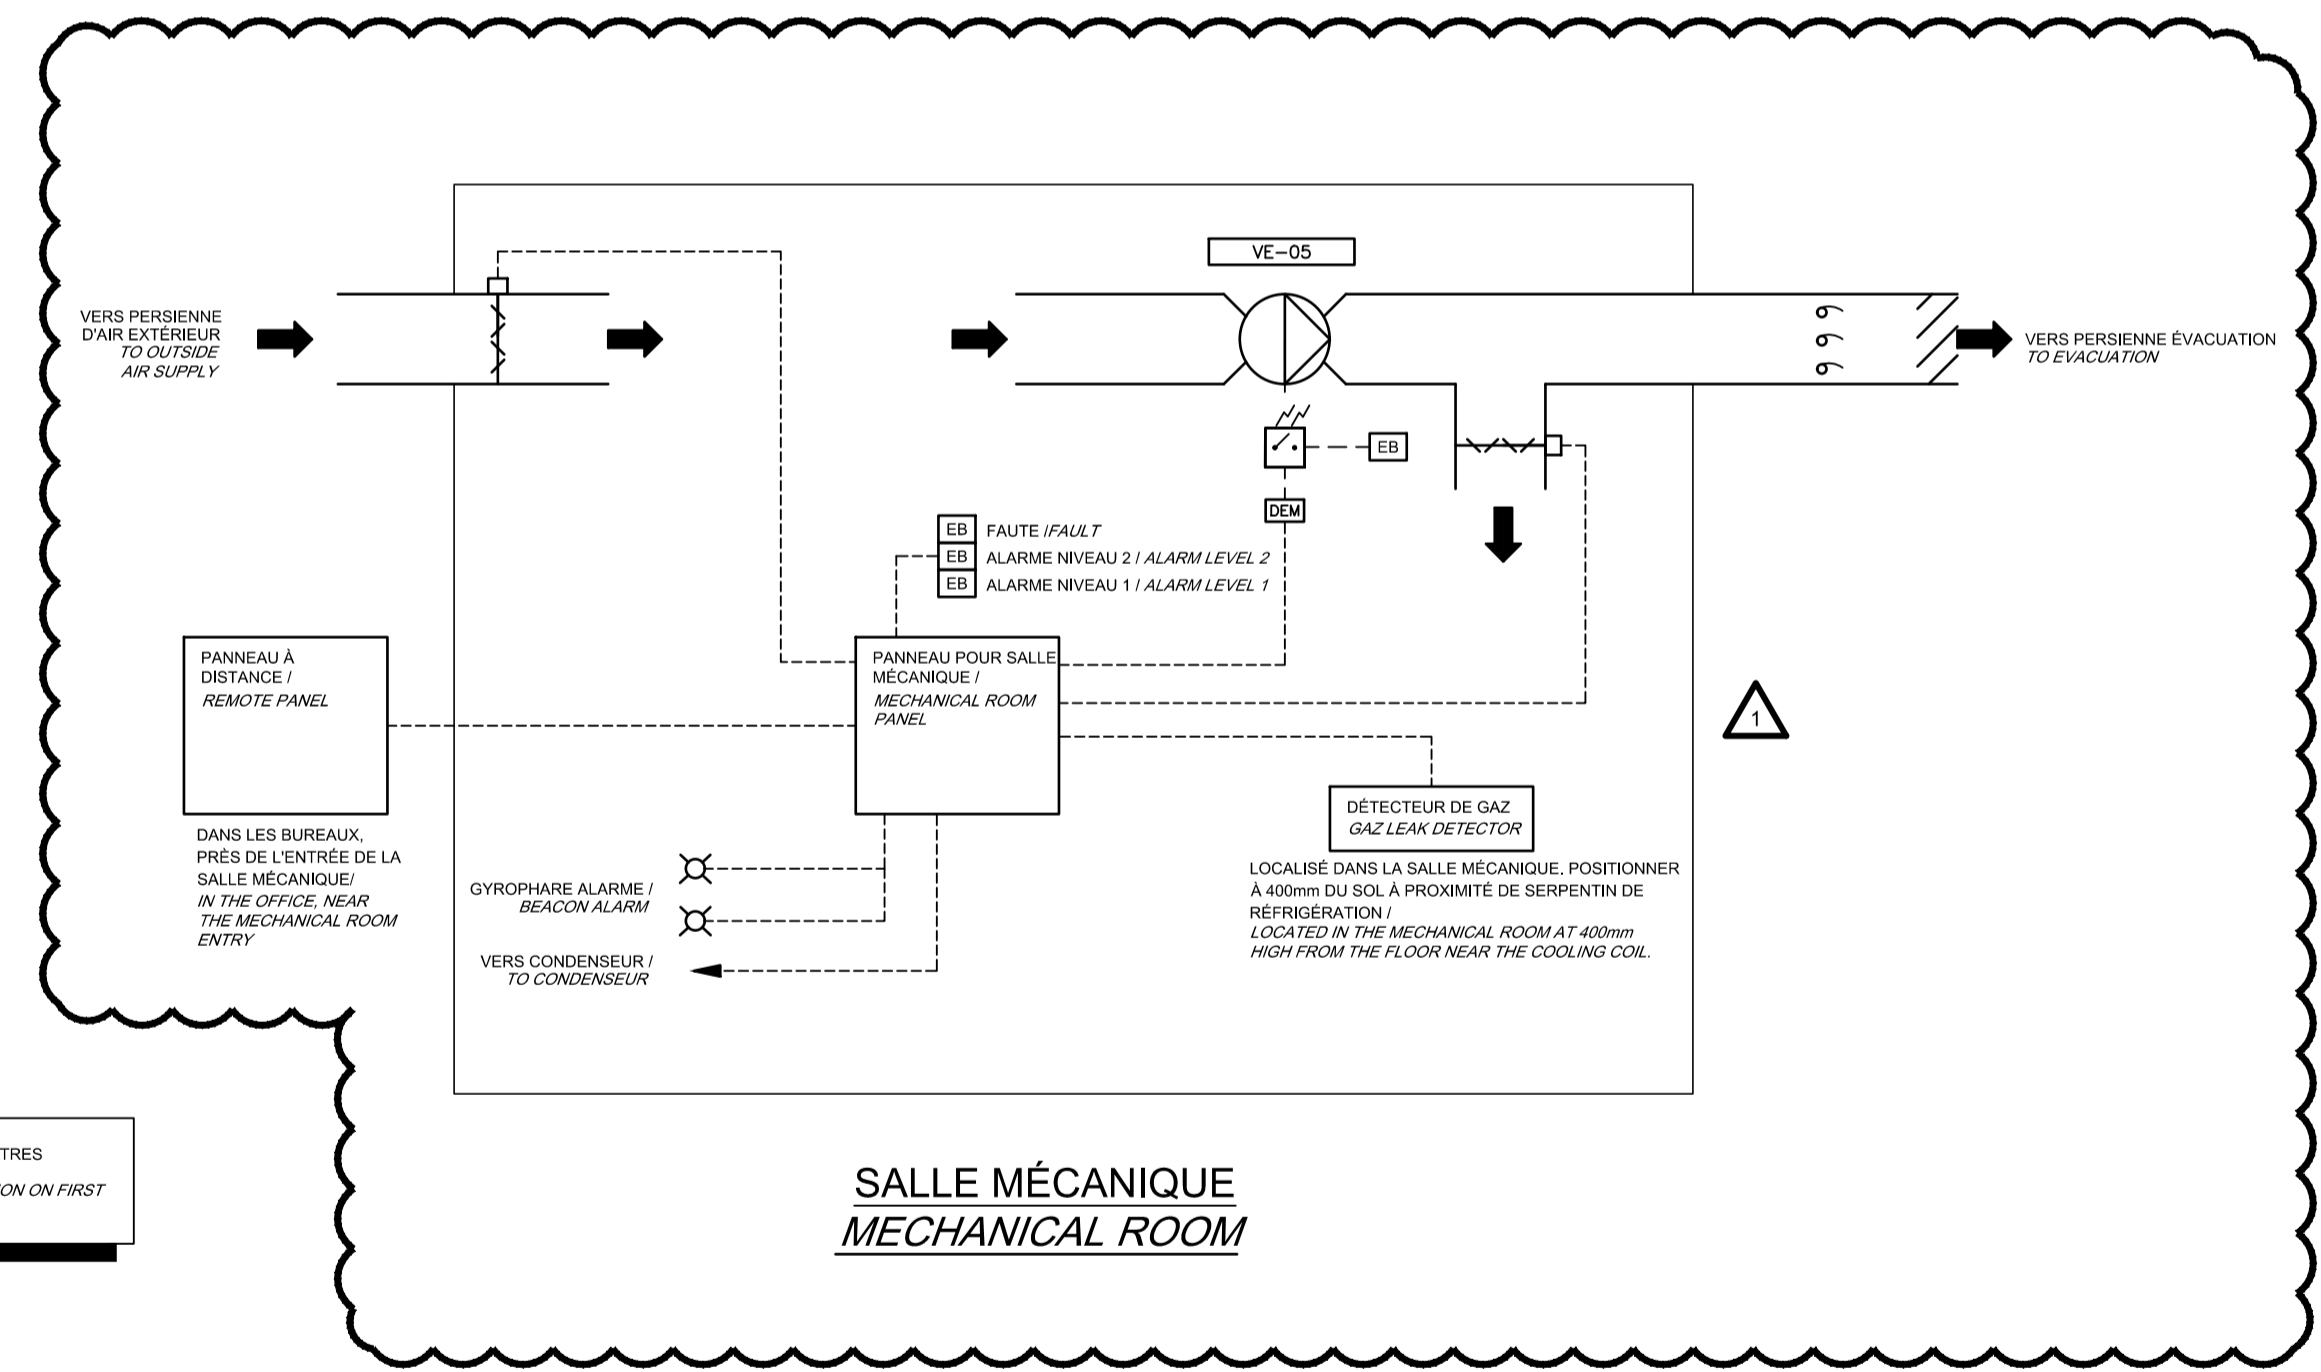 VE-05
VERS PERSIENNE
D'AIR EXTÉRIEUR
TO OUTSIDE
AIR SUPPLY
VERS PERSIENNE ÉVACUATION
TO EVACUATION
EB
DEM
EB FAUTE /FAULT
EB ALARME NIVEAU 2 / ALARM LEVEL 2
EB ALARME NIVEAU 1 / ALARM LEVEL 1
PANNEAU À
DISTANCE /
REMOTE PANEL
PANNEAU POUR SALLE
MÉCANIQUE /
MECHANICAL ROOM
PANEL
1
DANS LES BUREAUX,
PRÈS DE L'ENTRÉE DE LA
SALLE MÉCANIQUE/
IN THE OFFICE, NEAR
THE MECHANICAL ROOM
ENTRY
GYROPHARE ALARME /
BEACON ALARM
VERS CONDENSEUR /
TO CONDENSEUR
DÉTECTEUR DE GAZ
GAZ LEAK DETECTOR
LOCALISÉ DANS LA SALLE MÉCANIQUE. POSITIONNER
À 400mm DU SOL À PROXIMITÉ DE SERPENTIN DE
RÉFRIGÉRATION /
LOCATED IN THE MECHANICAL ROOM AT 400mm
HIGH FROM THE FLOOR NEAR THE COOLING COIL.
TRES
ON ON FIRST
SALLE MÉCANIQUE
MECHANICAL ROOM